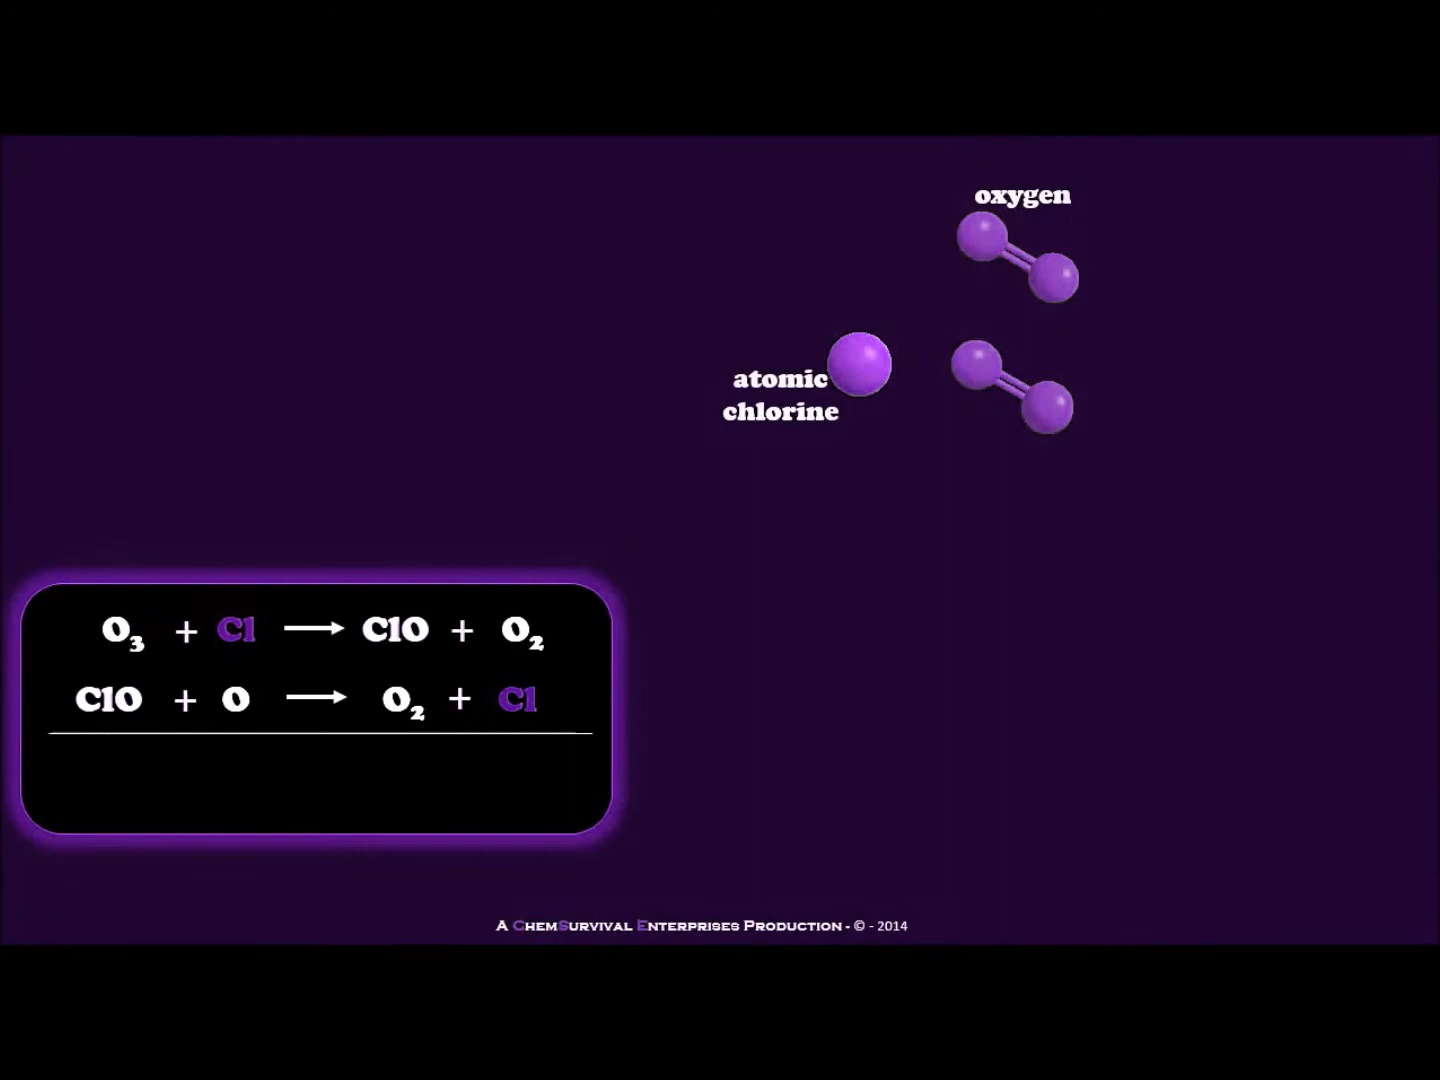 oxygen
atomic
chlorine
O₃ + Cl ⟶ ClO + O₂
ClO + O ⟶ O₂ + Cl
A ChemSurvival Enterprises Production - © - 2014